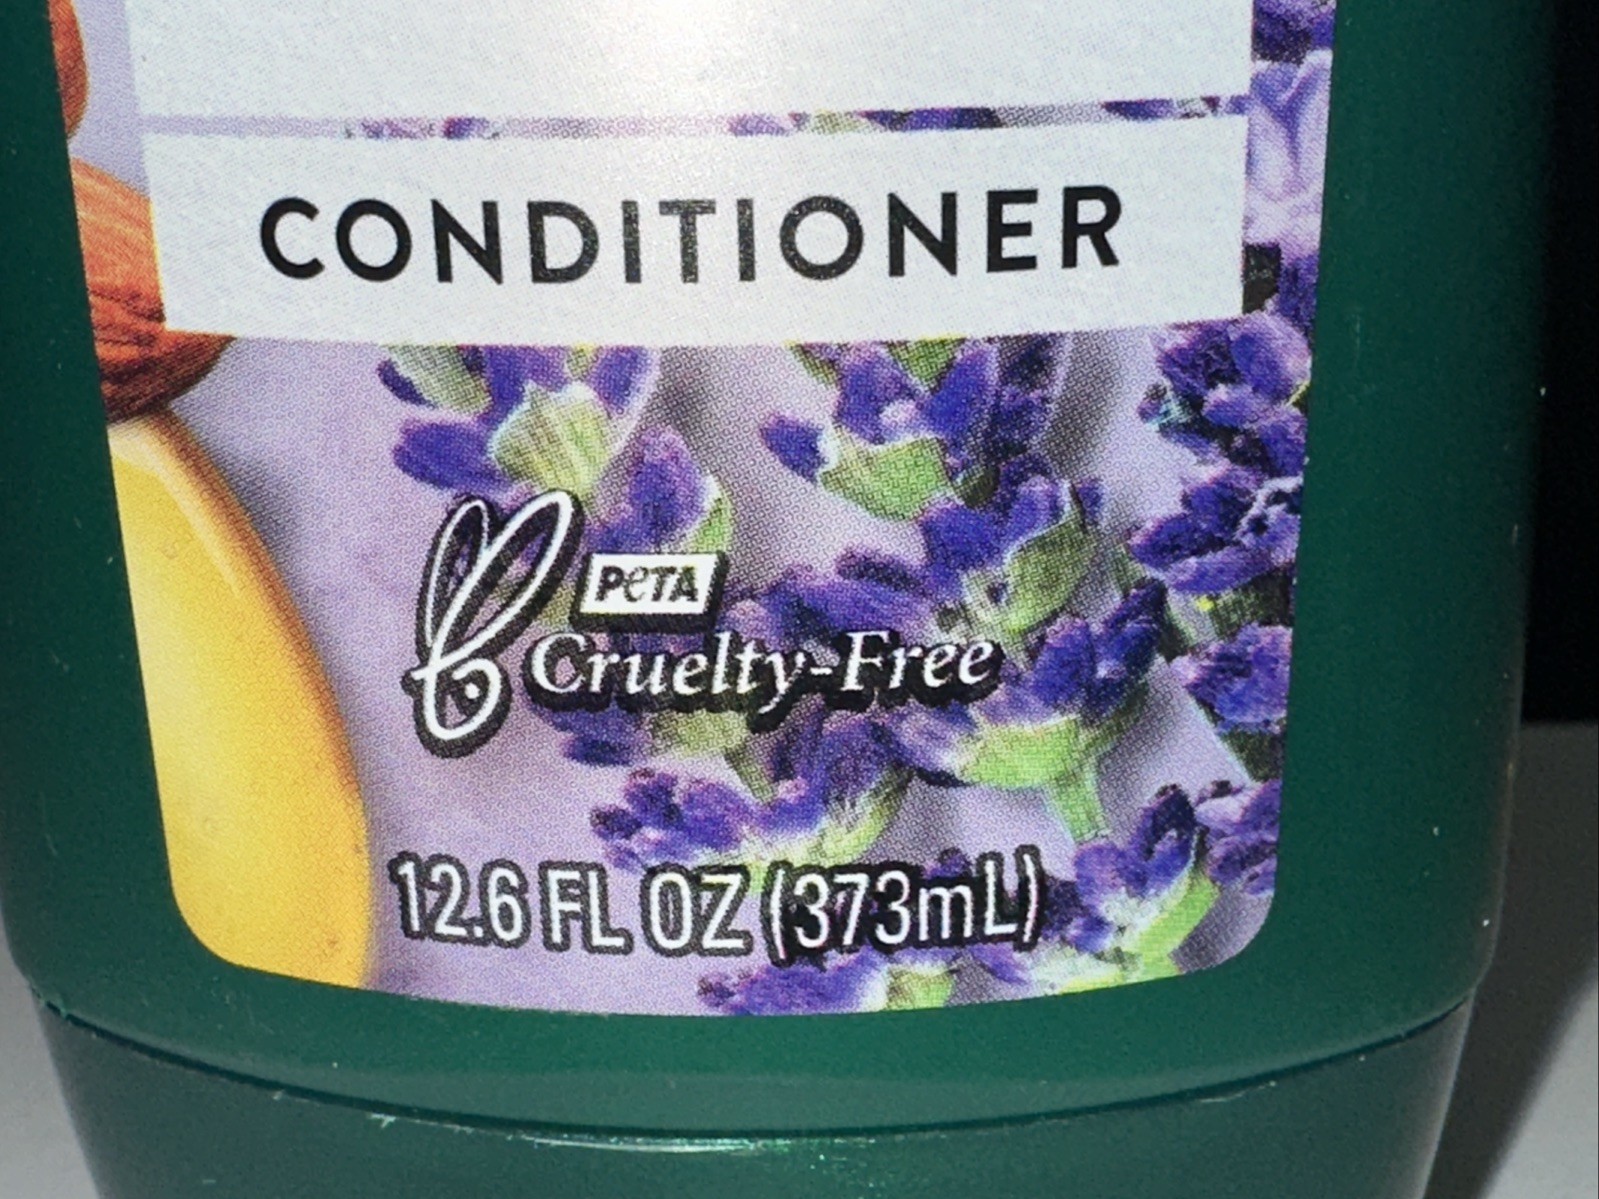 CONDITIONER
PeTA
Cruelty-Free
12.6 FL OZ (373mL)